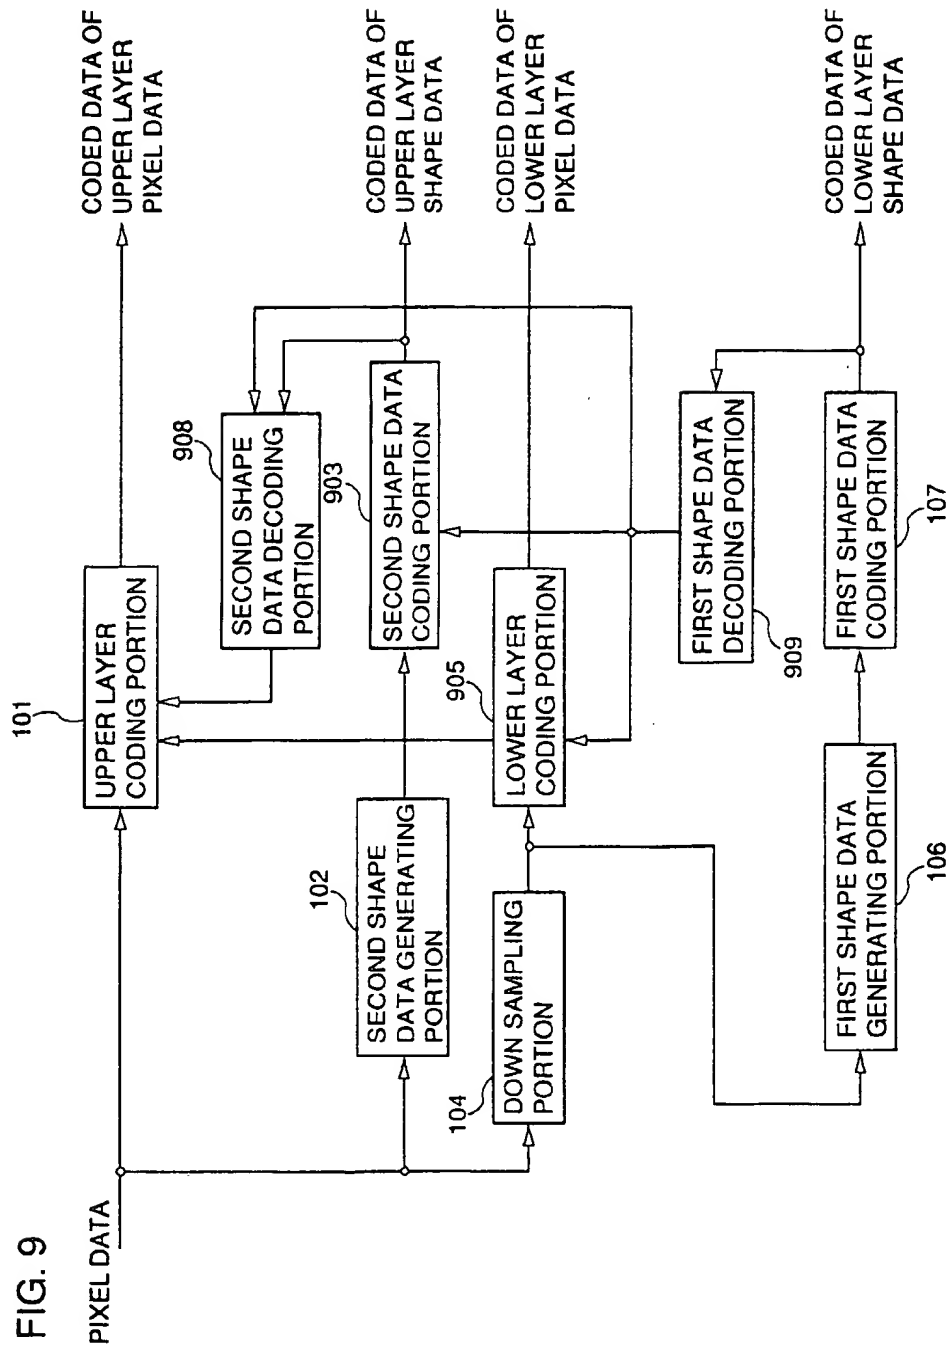 FIG. 9
PIXEL DATA
101
UPPER LAYER
CODING PORTION
CODED DATA OF
UPPER LAYER
PIXEL DATA
908
SECOND SHAPE
DATA DECODING
PORTION
102
SECOND SHAPE
DATA GENERATING
PORTION
903
SECOND SHAPE DATA
CODING PORTION
CODED DATA OF
UPPER LAYER
SHAPE DATA
104
DOWN SAMPLING
PORTION
905
LOWER LAYER
CODING PORTION
CODED DATA OF
LOWER LAYER
PIXEL DATA
FIRST SHAPE DATA
DECODING PORTION
909
FIRST SHAPE DATA
GENERATING PORTION
106
FIRST SHAPE DATA
CODING PORTION
107
CODED DATA OF
LOWER LAYER
SHAPE DATA